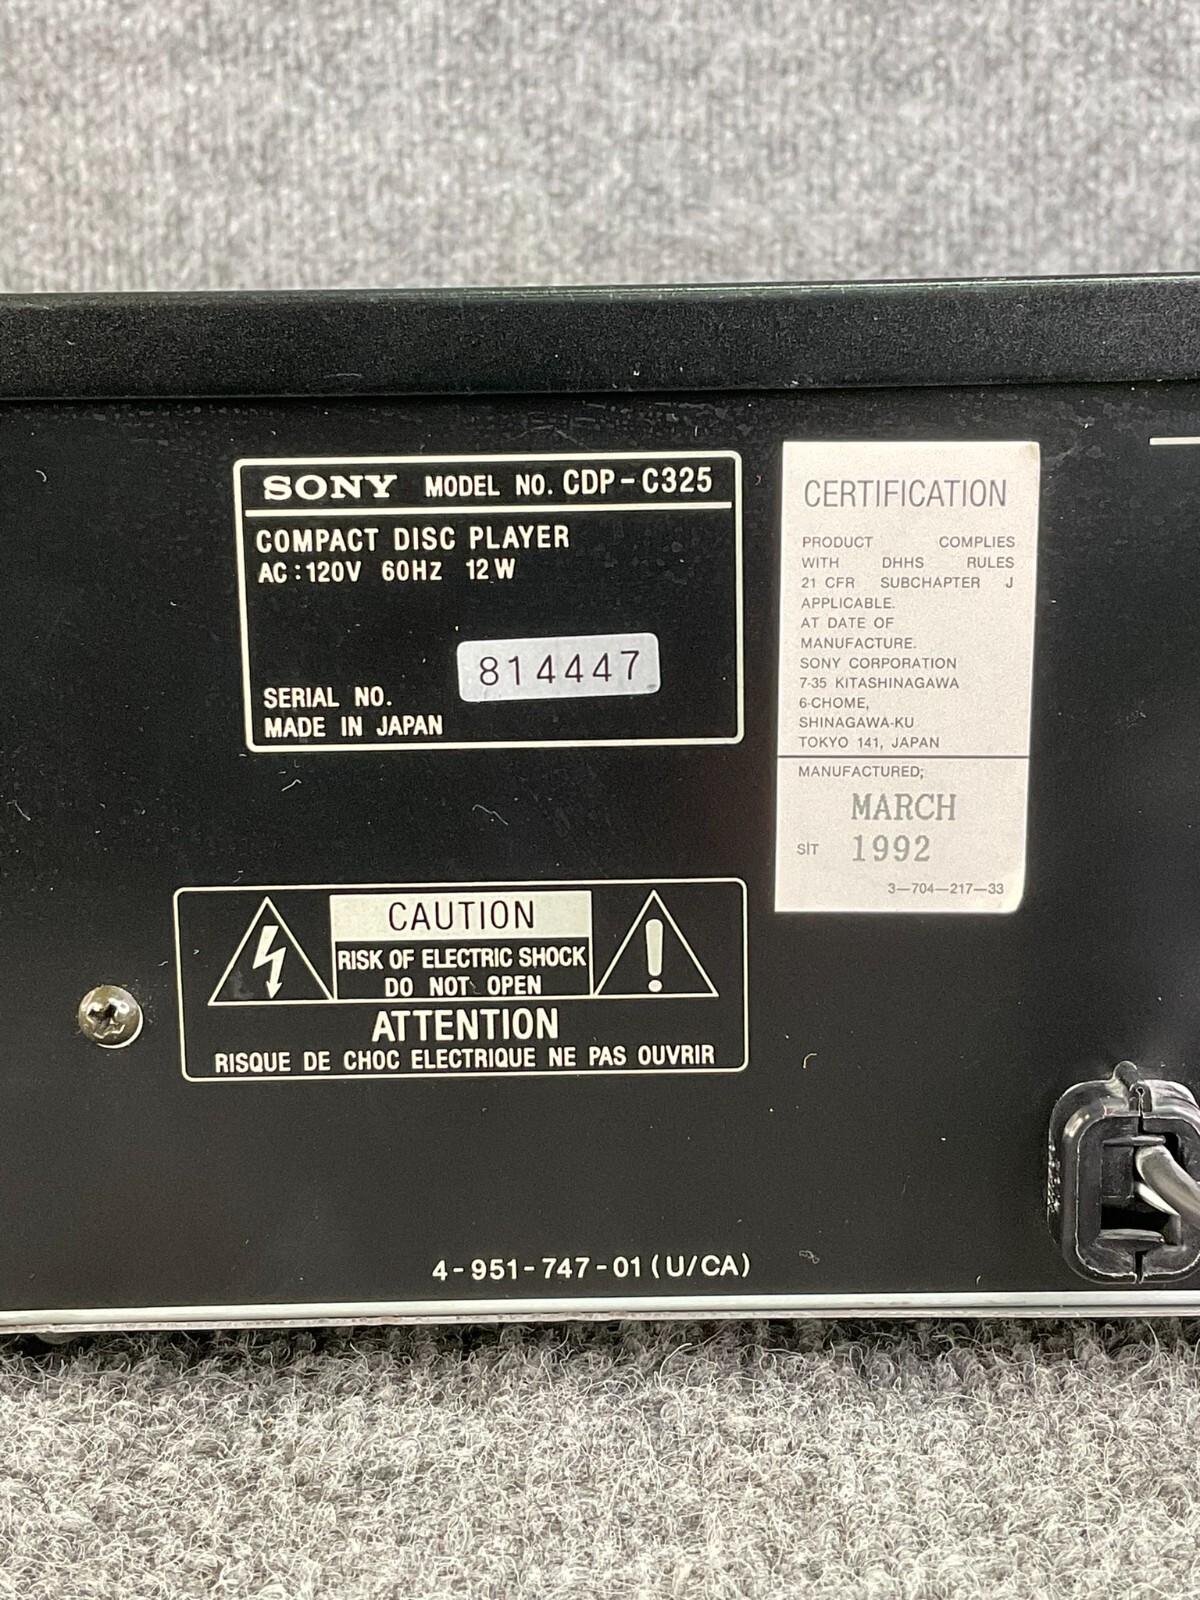 SONY MODEL NO. CDP-C325
COMPACT DISC PLAYER
AC:120V 60HZ 12W
814447
SERIAL NO.
MADE IN JAPAN
CERTIFICATION
PRODUCT COMPLIES
WITH DHHS RULES
21 CFR SUBCHAPTER J
APPLICABLE.
AT DATE OF
MANUFACTURE.
SONY CORPORATION
7-35 KITASHINAGAWA
6-CHOME,
SHINAGAWA-KU
TOKYO 141, JAPAN
MANUFACTURED;
MARCH
SIT 1992
3-704-217-33
CAUTION
RISK OF ELECTRIC SHOCK
DO NOT OPEN
ATTENTION
RISQUE DE CHOC ELECTRIQUE NE PAS OUVRIR
4-951-747-01(U/CA)